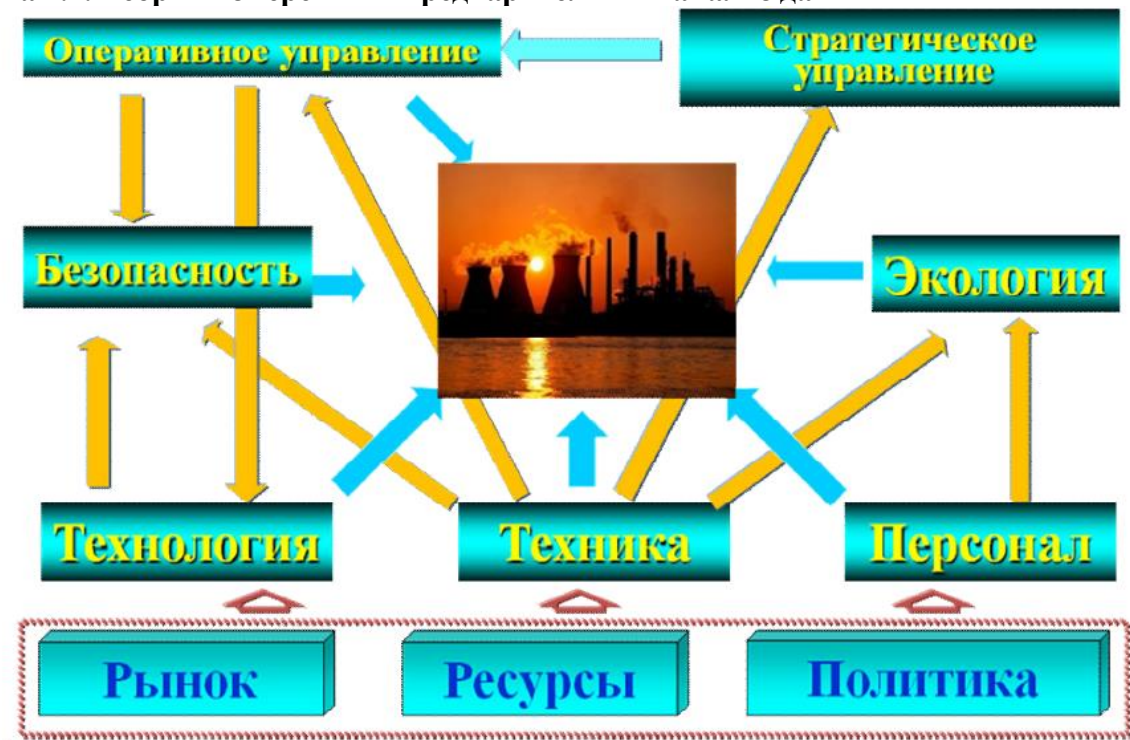 Оперативное управление
Стратегическое
управление
Безопасность
Экология
Технология
Техника
Персонал
Рынок
Ресурсы
Политика